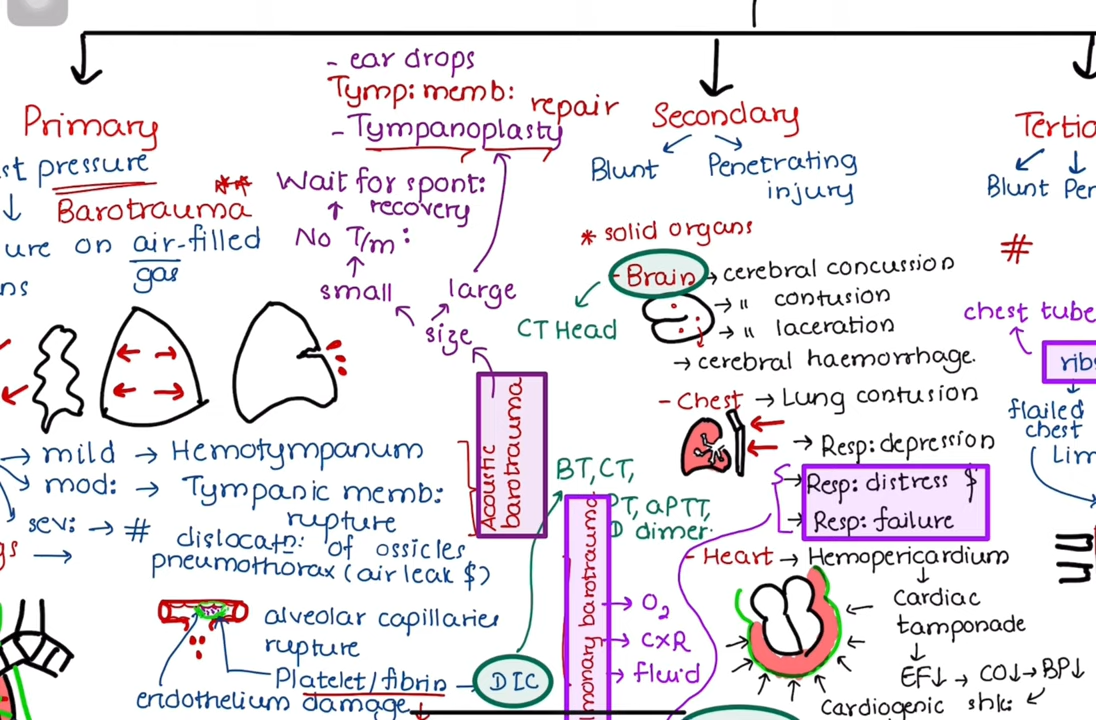 - ear drops
Tymp: memb: repair
- Tympanoplasty
Primary
Secondary
pressure
Barotrauma
**
Wait for spont:
recovery
Blunt
Penetrating
injury
Blunt
on air-filled
gas
No T/m:
small
large
size
* solid organs
#
- Brain → cerebral concussion
→ " contusion
→ " laceration
→ cerebral haemorrhage.
CT Head
chest tube
- Chest → Lung contusion
→ Resp: depression
→ Resp: distress $
→ Resp: failure
flailed
chest
Acoustic
barotrauma
→ mild → Hemotympanum
→ mod: → Tympanic memb:
rupture
sev: → # dislocatn: of ossicles
→ pneumothorax (air leak $)
BT, CT,
PT, aPTT,
D dimer
barotrauma
→ O₂
→ CXR
→ fluid
- Heart → Hemopericardium
↓
Cardiac
tamponade
↓
EF↓ → CO↓ → BP↓
Cardiogenic shk:
alveolar capillaries
rupture
Platelet/fibrin → DIC
endothelium damage